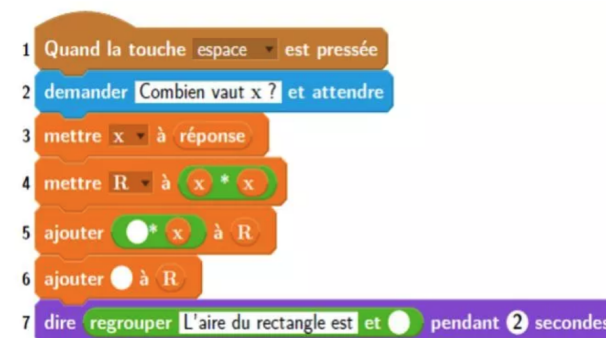 1 Quand la touche espace est pressée
2 demander Combien vaut x ? et attendre
3 mettre x à réponse
4 mettre R à x * x
5 ajouter * x à R
6 ajouter à R
7 dire regrouper L'aire du rectangle est et pendant 2 secondes